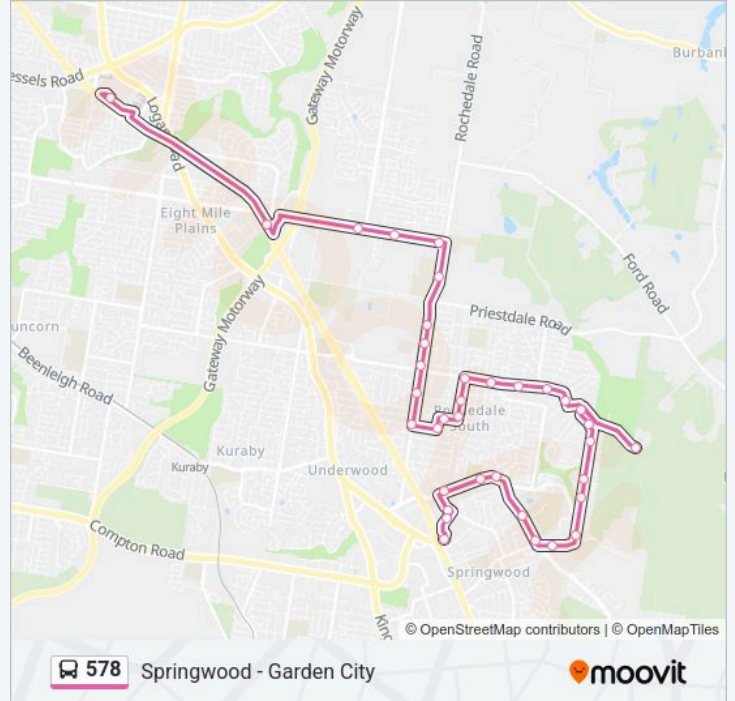 Burbank
essels Road
Gateway Motorway
Rochedale Road
Logan Road
Eight Mile
Plains
Ford Road
Priestdale Road
uncorn
Gateway Motorway
Beenleigh Road
Rochedale
South
Kuraby
Kuraby
Underwood
Compton Road
Springwood
King
© OpenStreetMap contributors | © OpenMapTiles
578 Springwood - Garden City
moovit